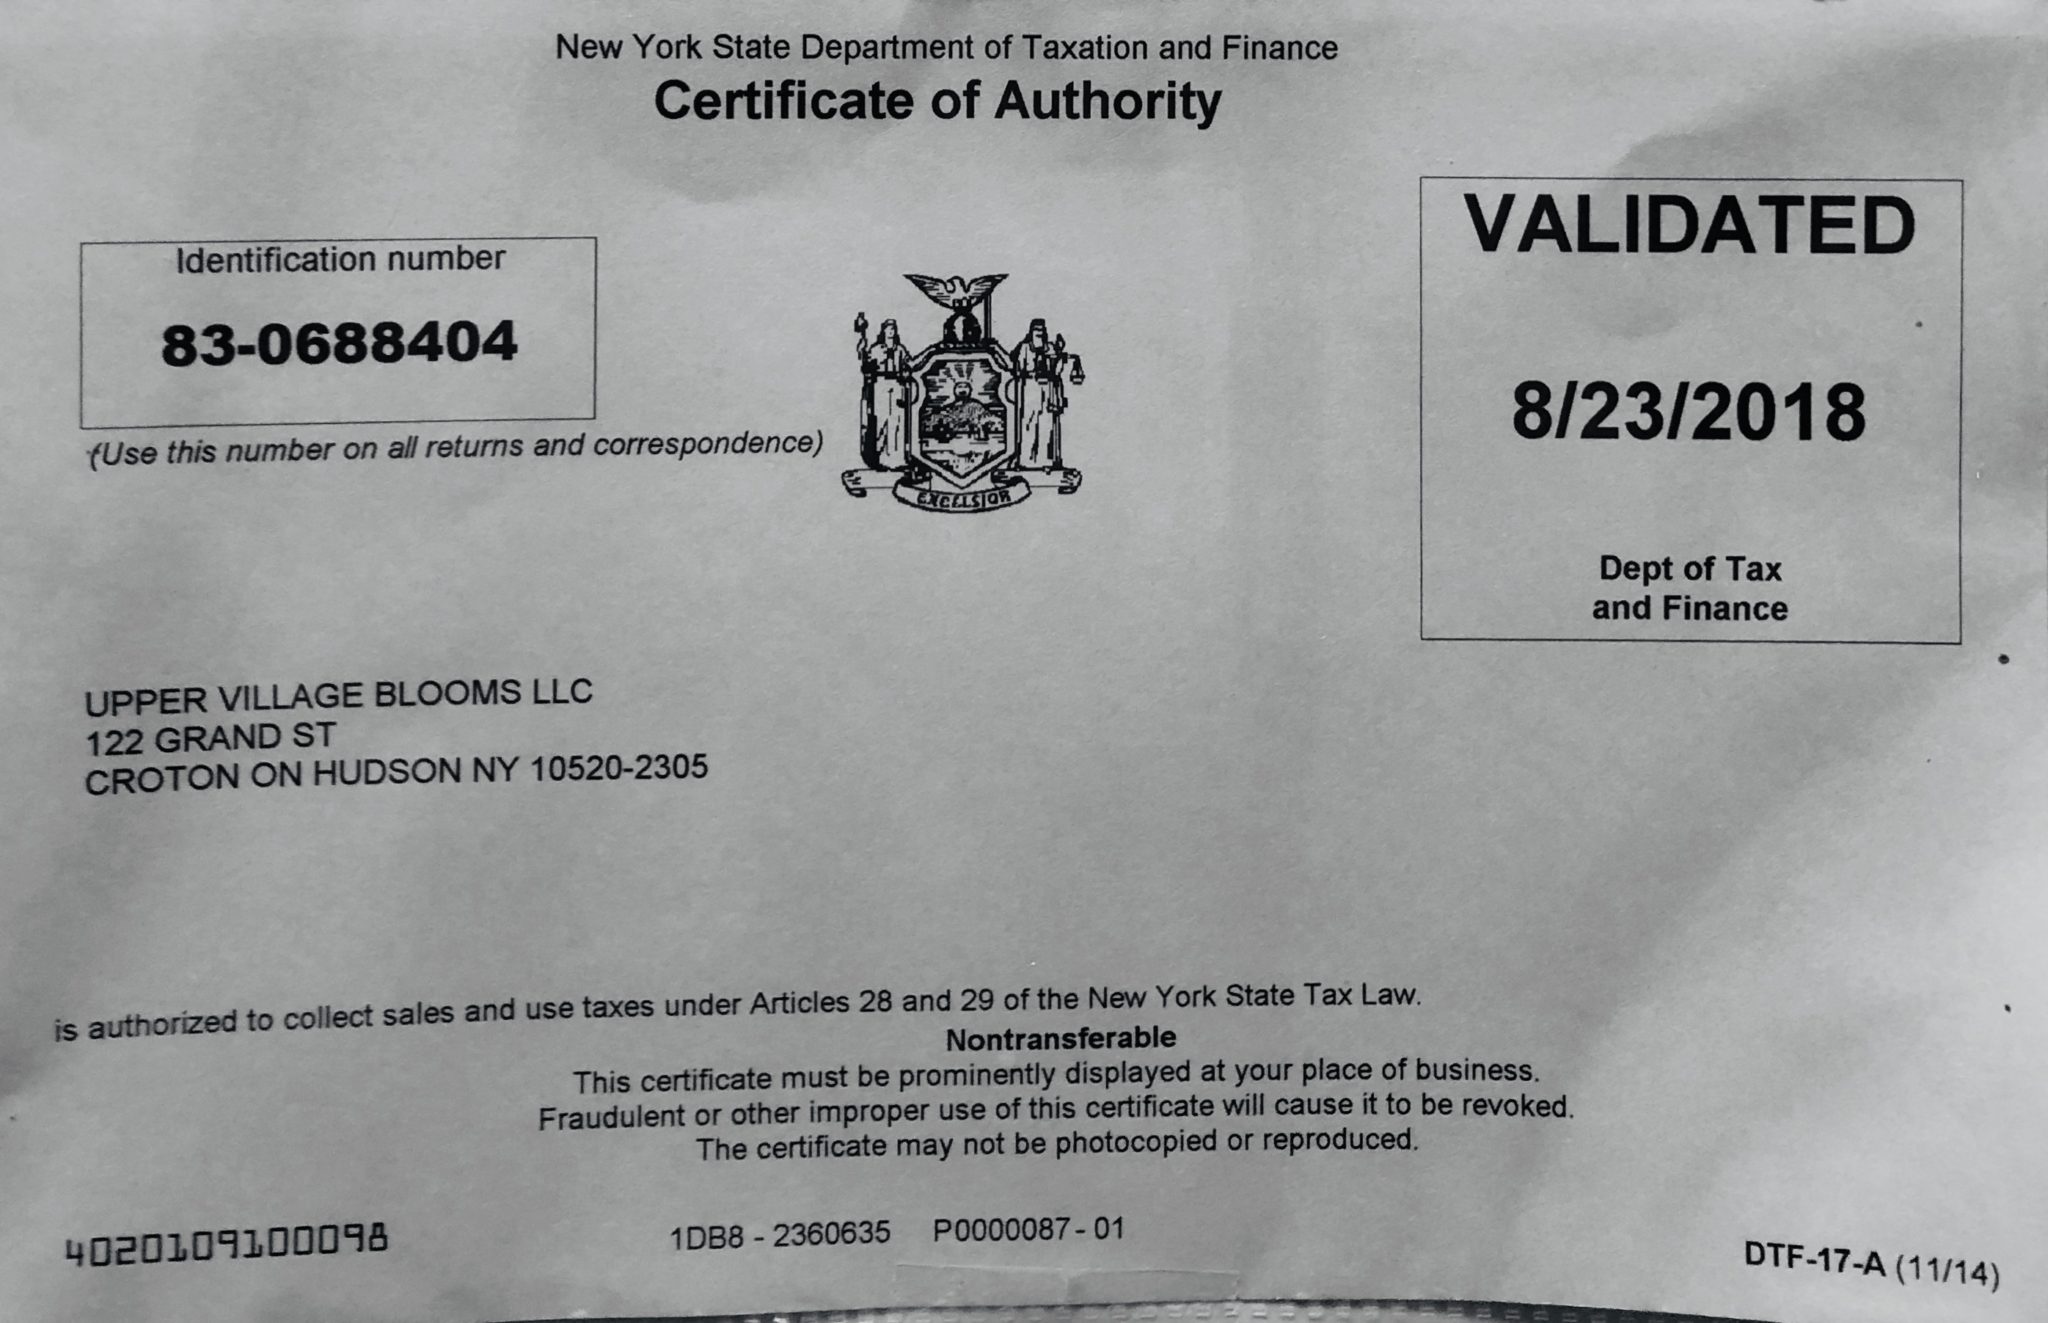 New York State Department of Taxation and Finance
Certificate of Authority
Identification number
83-0688404
(Use this number on all returns and correspondence)
EXCELSIOR
VALIDATED
8/23/2018
Dept of Tax
and Finance
UPPER VILLAGE BLOOMS LLC
122 GRAND ST
CROTON ON HUDSON NY 10520-2305
is authorized to collect sales and use taxes under Articles 28 and 29 of the New York State Tax Law.
Nontransferable
This certificate must be prominently displayed at your place of business.
Fraudulent or other improper use of this certificate will cause it to be revoked.
The certificate may not be photocopied or reproduced.
4020109100098
1DB8 - 2360635 P0000087 - 01
DTF-17-A (11/14)